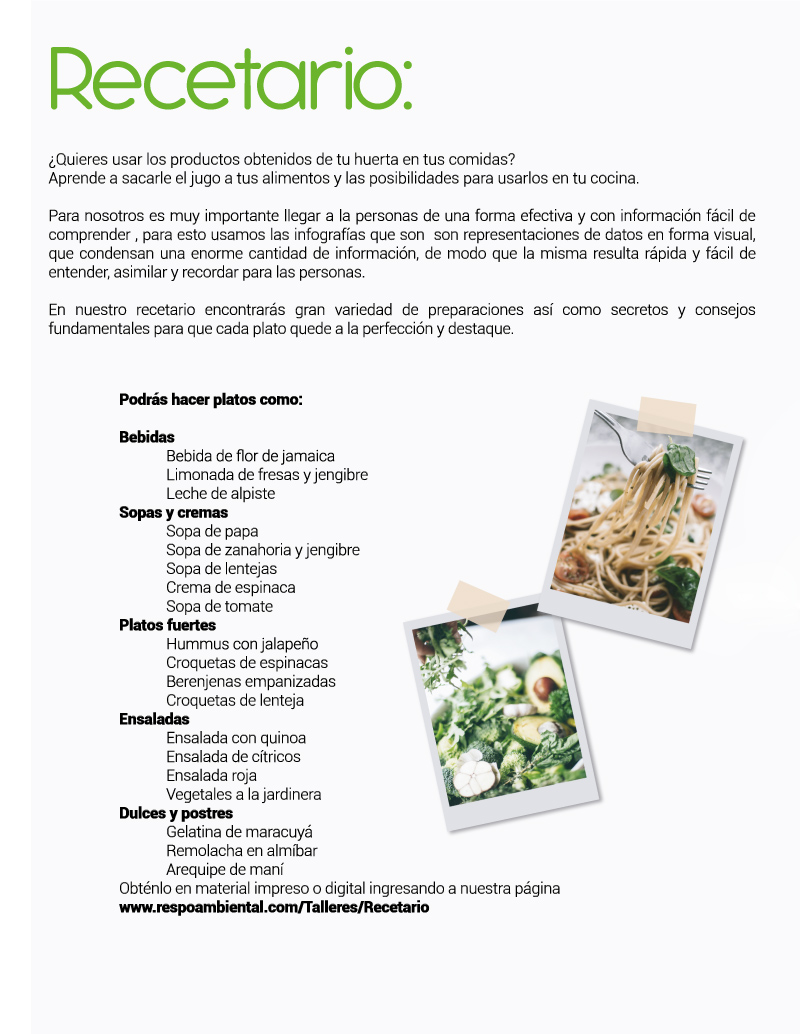 Recetario:
¿Quieres usar los productos obtenidos de tu huerta en tus comidas?
Aprende a sacarle el jugo a tus alimentos y las posibilidades para usarlos en tu cocina.
Para nosotros es muy importante llegar a la personas de una forma efectiva y con información fácil de
comprender , para esto usamos las infografías que son  son representaciones de datos en forma visual,
que condensan una enorme cantidad de información, de modo que la misma resulta rápida y fácil de
entender, asimilar y recordar para las personas.
En nuestro recetario encontrarás gran variedad de preparaciones así como secretos y consejos
fundamentales para que cada plato quede a la perfección y destaque.
Podrás hacer platos como:
Bebidas
Bebida de flor de jamaica
Limonada de fresas y jengibre
Leche de alpiste
Sopas y cremas
Sopa de papa
Sopa de zanahoria y jengibre
Sopa de lentejas
Crema de espinaca
Sopa de tomate
Platos fuertes
Hummus con jalapeño
Croquetas de espinacas
Berenjenas empanizadas
Croquetas de lenteja
Ensaladas
Ensalada con quinoa
Ensalada de cítricos
Ensalada roja
Vegetales a la jardinera
Dulces y postres
Gelatina de maracuyá
Remolacha en almíbar
Arequipe de maní
Obténlo en material impreso o digital ingresando a nuestra página
www.respoambiental.com/Talleres/Recetario